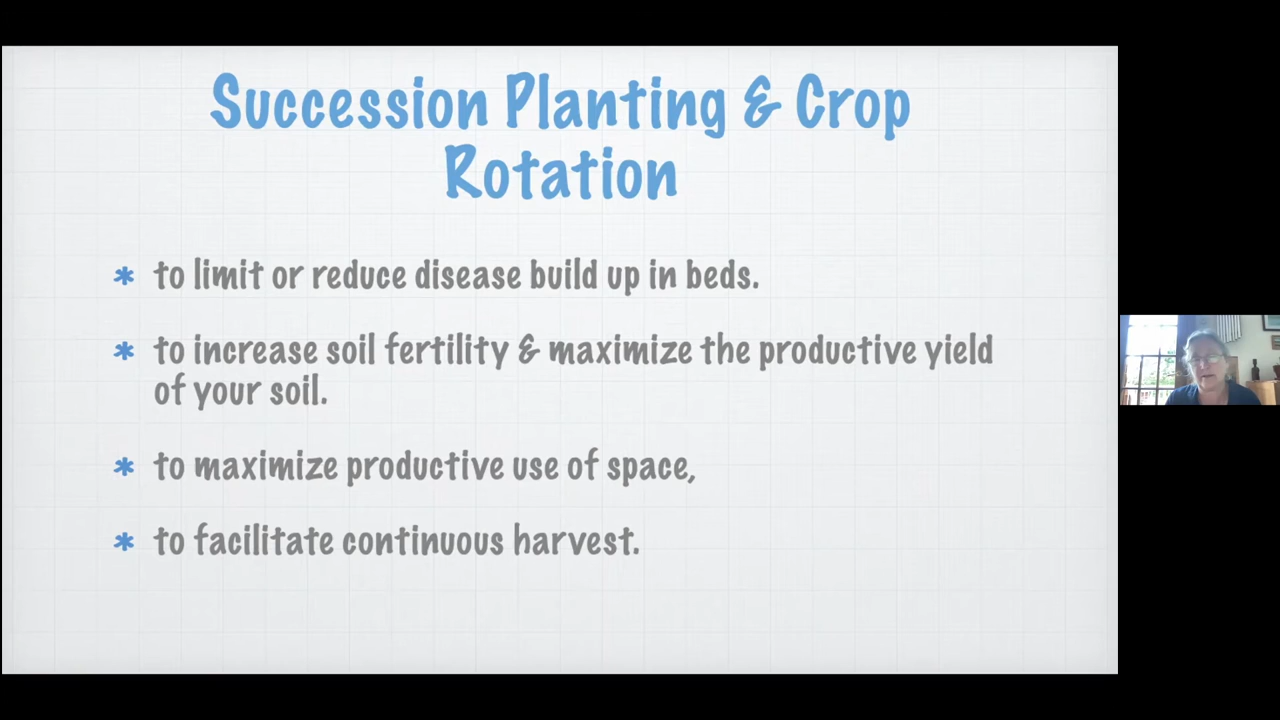 Succession Planting & Crop
Rotation
* to limit or reduce disease build up in beds.
* to increase soil fertility & maximize the productive yield
of your soil.
* to maximize productive use of space,
* to facilitate continuous harvest.